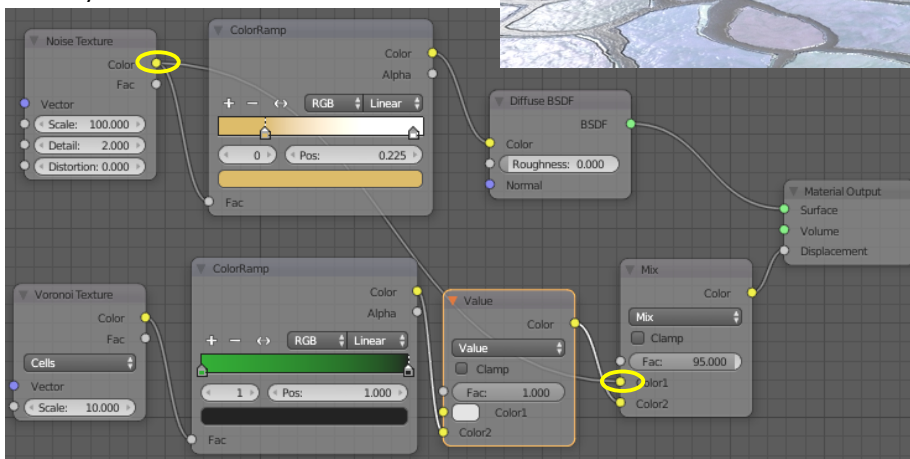 Noise Texture
Color
Fac
Vector
Scale: 100.000
Detail: 2.000
Distortion: 0.000
ColorRamp
Color
Alpha
+ − RGB Linear
0 Pos: 0.225
Fac
Diffuse BSDF
BSDF
Color
Roughness: 0.000
Normal
Material Output
Surface
Volume
Displacement
Voronoi Texture
Color
Fac
Cells
Vector
Scale: 10.000
ColorRamp
Color
Alpha
+ − RGB Linear
1 Pos: 1.000
Fac
Value
Color
Value
Clamp
Fac: 1.000
Color1
Color2
Mix
Color
Mix
Clamp
Fac: 95.000
Color1
Color2